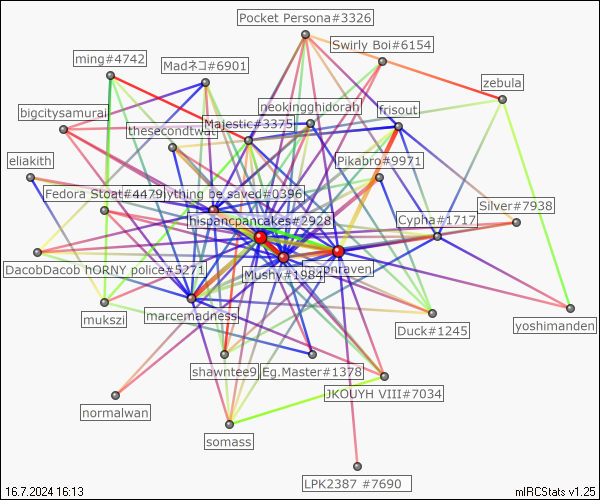 Pocket Persona#3326
Swirly Boi#6154
ming#4742
Madネコ#6901
zebula
bigcitysamurai
neokingghidorah
frisout
Majestic#3375
thesecondtwat
eliakith
Pikabro#9971
Fedora Stoat#4479
lything be saved#0396
Silver#7938
hispancpancakes#2928
Cypha#1717
DacobDacob hORNY police#5271
Mushy#1984
onraven
mukszi
marcemadness
Duck#1245
yoshimanden
shawntee9
Eg.Master#1378
JKOUYH VIII#7034
normalwan
somass
LPK2387 #7690
16.7.2024 16:13
mIRCStats v1.25